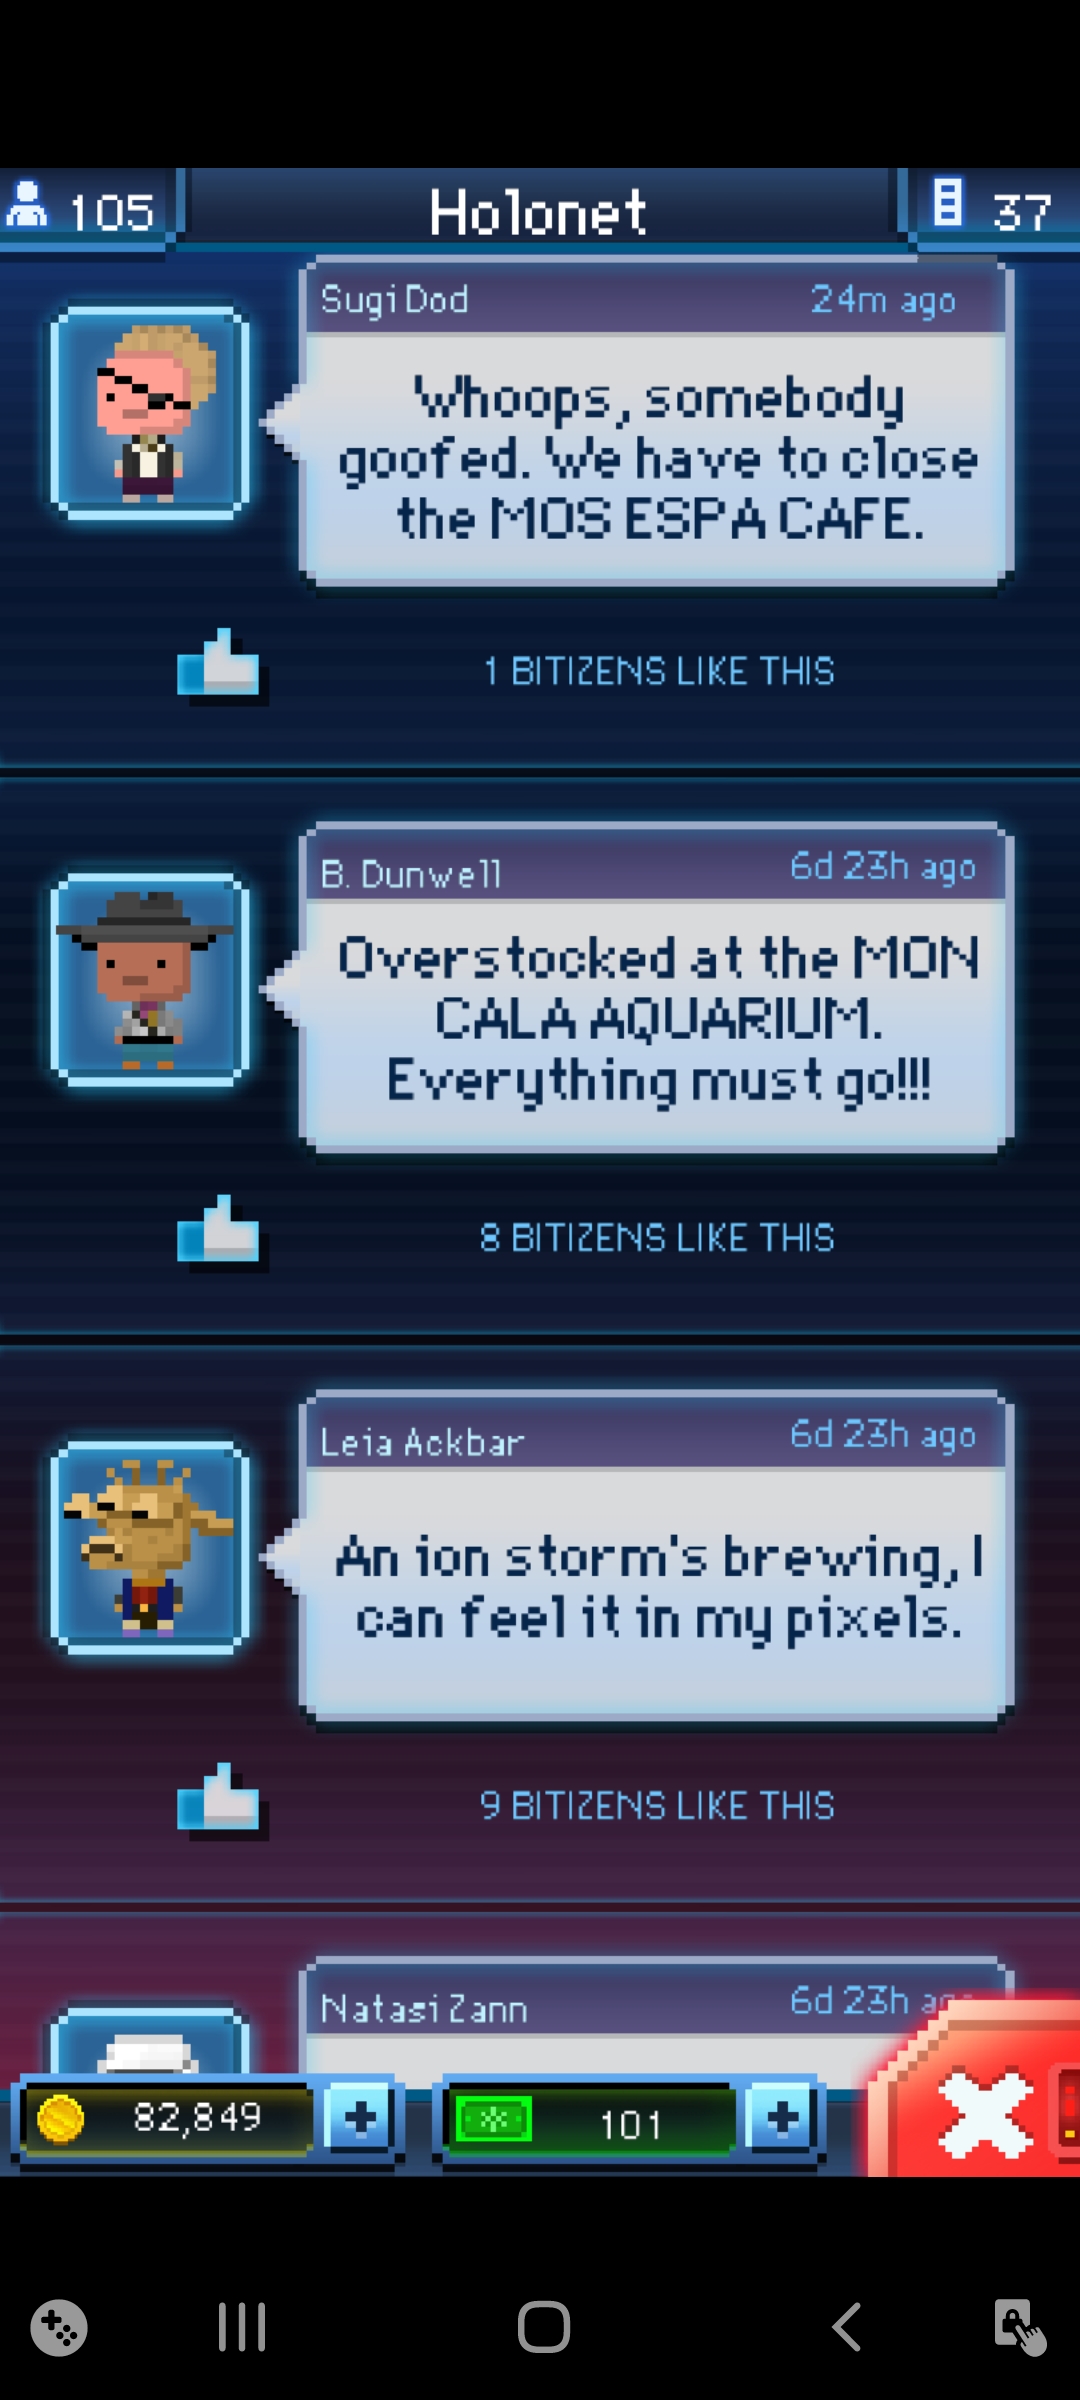 105
Holonet
37
Sugi Dod
24m ago
Whoops, somebody
goofed. We have to close
the MOS ESPA CAFE.
1 BITIZENS LIKE THIS
B. Dunwell
6d 23h ago
Overstocked at the MON
CALA AQUARIUM.
Everything must go!!!
8 BITIZENS LIKE THIS
Leia Ackbar
6d 23h ago
An ion storm's brewing, I
can feel it in my pixels.
9 BITIZENS LIKE THIS
Natasi Zann
6d 23h ago
82,849
101